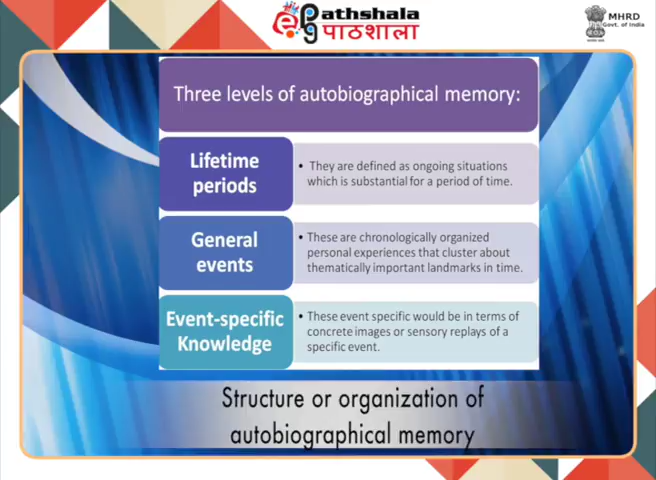 epgathshala
पाठशाला
MHRD
Govt. of India
Three levels of autobiographical memory:
Lifetime
periods
• They are defined as ongoing situations
which is substantial for a period of time.
General
events
• These are chronologically organized
personal experiences that cluster about
thematically important landmarks in time.
Event-specific
Knowledge
• These event specific would be in terms of
concrete images or sensory replays of a
specific event.
Structure or organization of
autobiographical memory